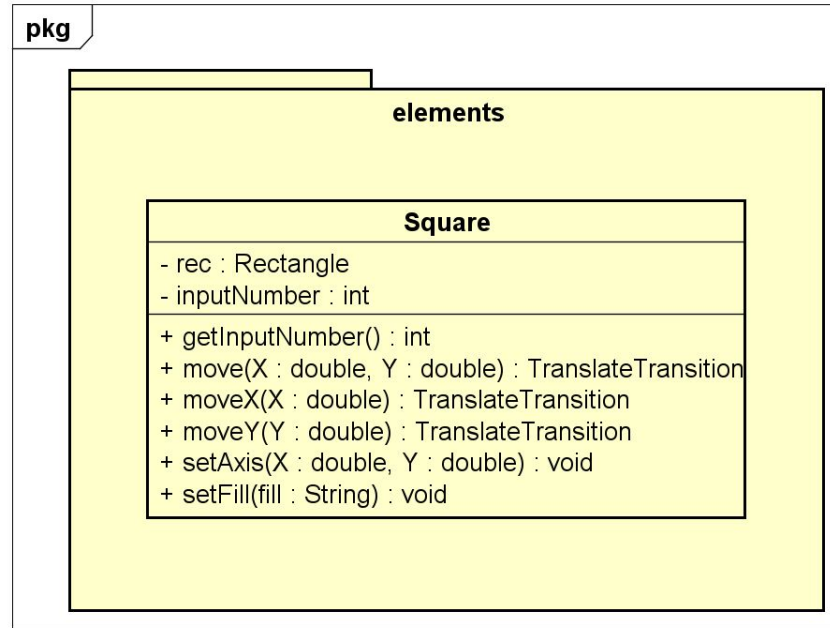 pkg
elements
Square
- rec : Rectangle
- inputNumber : int
+ getInputNumber() : int
+ move(X : double, Y : double) : TranslateTransition
+ moveX(X : double) : TranslateTransition
+ moveY(Y : double) : TranslateTransition
+ setAxis(X : double, Y : double) : void
+ setFill(fill : String) : void